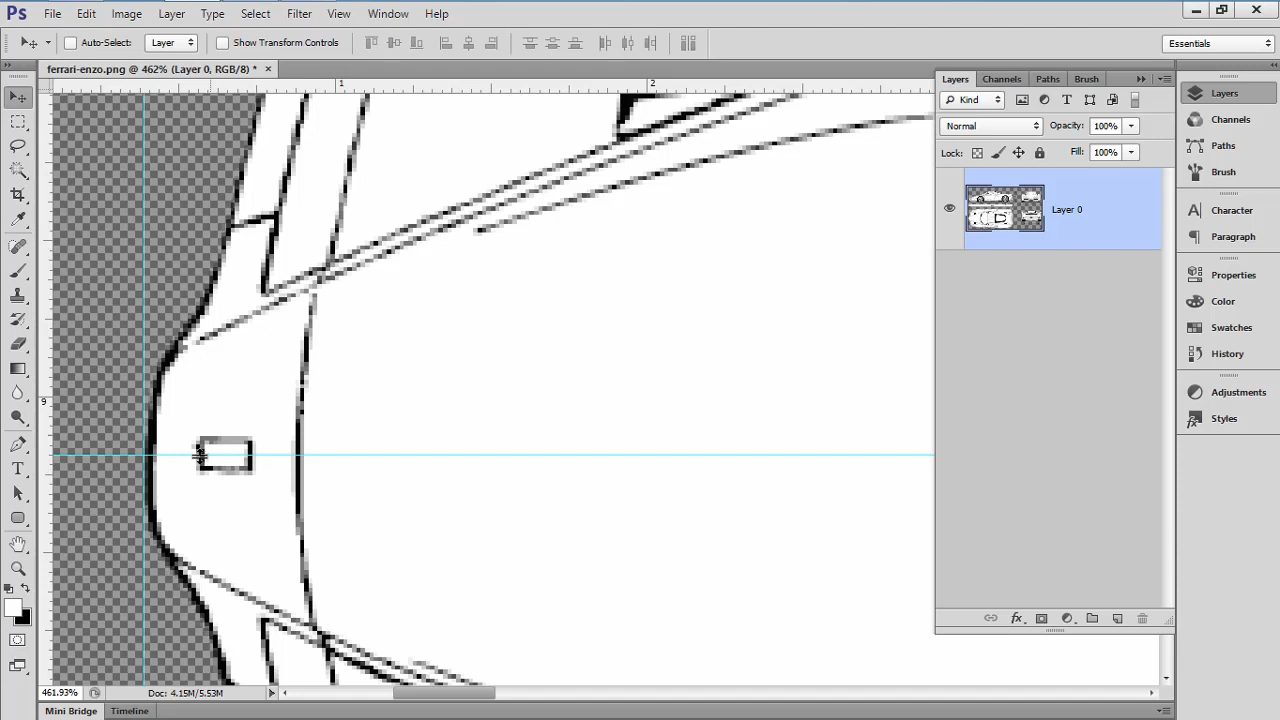 Ps File Edit Image Layer Type Select Filter View Window Help
Auto-Select: Layer Show Transform Controls Essentials
ferrari-enzo.png @ 462% (Layer 0, RGB/8) * ×
1 2
9
Layers Channels Paths Brush
Kind
Normal Opacity: 100%
Lock: Fill: 100%
Layer 0
fx
Layers
Channels
Paths
Brush
Character
Paragraph
Properties
Color
Swatches
History
Adjustments
Styles
461.93% Doc: 4.15M/5.53M
Mini Bridge Timeline